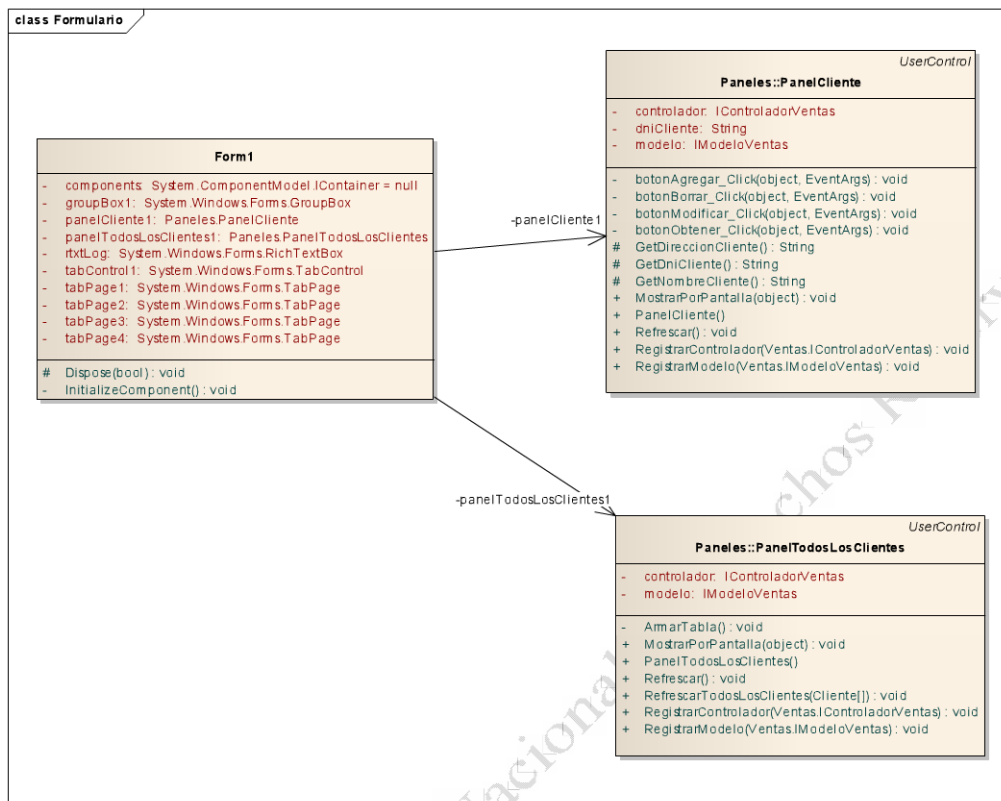 class Formulario
Form1
- components: System.ComponentModel.IContainer = null
- groupBox1: System.Windows.Forms.GroupBox
- panelCliente1: Paneles.PanelCliente
- panelTodosLosClientes1: Paneles.PanelTodosLosClientes
- rtxtLog: System.Windows.Forms.RichTextBox
- tabControl1: System.Windows.Forms.TabControl
- tabPage1: System.Windows.Forms.TabPage
- tabPage2: System.Windows.Forms.TabPage
- tabPage3: System.Windows.Forms.TabPage
- tabPage4: System.Windows.Forms.TabPage
# Dispose(bool) : void
- InitializeComponent() : void
-panelCliente1
UserControl
Paneles::PanelCliente
- controlador: IControladorVentas
- dniCliente: String
- modelo: IModeloVentas
- botonAgregar_Click(object, EventArgs) : void
- botonBorrar_Click(object, EventArgs) : void
- botonModificar_Click(object, EventArgs) : void
- botonObtener_Click(object, EventArgs) : void
# GetDireccionCliente() : String
# GetDniCliente() : String
# GetNombreCliente() : String
+ MostrarPorPantalla(object) : void
+ PanelCliente()
+ Refrescar() : void
+ RegistrarControlador(Ventas.IControladorVentas) : void
+ RegistrarModelo(Ventas.IModeloVentas) : void
-panelTodosLosClientes1
UserControl
Paneles::PanelTodosLosClientes
- controlador: IControladorVentas
- modelo: IModeloVentas
- ArmarTabla() : void
+ MostrarPorPantalla(object) : void
+ PanelTodosLosClientes()
+ Refrescar() : void
+ RefrescarTodosLosClientes(Cliente[]) : void
+ RegistrarControlador(Ventas.IControladorVentas) : void
+ RegistrarModelo(Ventas.IModeloVentas) : void